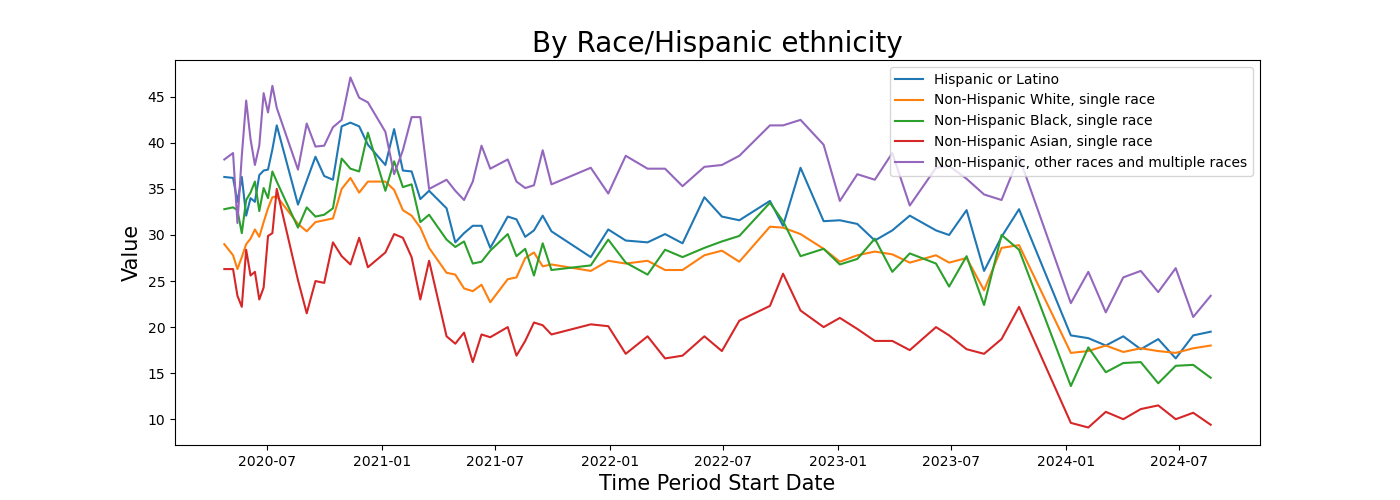 By Race/Hispanic ethnicity
Value
45
40
35
30
25
20
15
10
Hispanic or Latino
Non-Hispanic White, single race
Non-Hispanic Black, single race
Non-Hispanic Asian, single race
Non-Hispanic, other races and multiple races
2020-07 2021-01 2021-07 2022-01 2022-07 2023-01 2023-07 2024-01 2024-07
Time Period Start Date